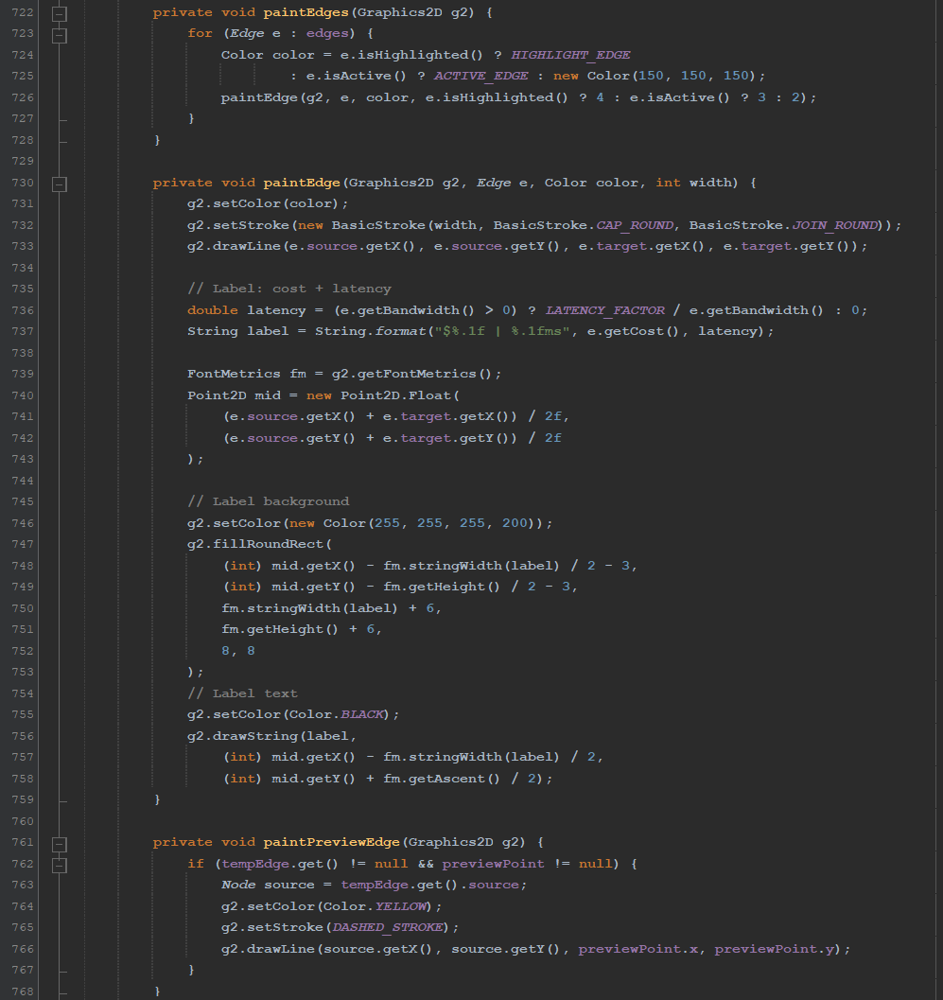 722 private void paintEdges(Graphics2D g2) {
723 for (Edge e : edges) {
724 Color color = e.isHighlighted() ? HIGHLIGHT_EDGE
725 : e.isActive() ? ACTIVE_EDGE : new Color(150, 150, 150);
726 paintEdge(g2, e, color, e.isHighlighted() ? 4 : e.isActive() ? 3 : 2);
727 }
728 }
729
730 private void paintEdge(Graphics2D g2, Edge e, Color color, int width) {
731 g2.setColor(color);
732 g2.setStroke(new BasicStroke(width, BasicStroke.CAP_ROUND, BasicStroke.JOIN_ROUND));
733 g2.drawLine(e.source.getX(), e.source.getY(), e.target.getX(), e.target.getY());
734
735 // Label: cost + latency
736 double latency = (e.getBandwidth() > 0) ? LATENCY_FACTOR / e.getBandwidth() : 0;
737 String label = String.format("$%.1f | %.1fms", e.getCost(), latency);
738
739 FontMetrics fm = g2.getFontMetrics();
740 Point2D mid = new Point2D.Float(
741 (e.source.getX() + e.target.getX()) / 2f,
742 (e.source.getY() + e.target.getY()) / 2f
743 );
744
745 // Label background
746 g2.setColor(new Color(255, 255, 255, 200));
747 g2.fillRoundRect(
748 (int) mid.getX() - fm.stringWidth(label) / 2 - 3,
749 (int) mid.getY() - fm.getHeight() / 2 - 3,
750 fm.stringWidth(label) + 6,
751 fm.getHeight() + 6,
752 8, 8
753 );
754 // Label text
755 g2.setColor(Color.BLACK);
756 g2.drawString(label,
757 (int) mid.getX() - fm.stringWidth(label) / 2,
758 (int) mid.getY() + fm.getAscent() / 2);
759 }
760
761 private void paintPreviewEdge(Graphics2D g2) {
762 if (tempEdge.get() != null && previewPoint != null) {
763 Node source = tempEdge.get().source;
764 g2.setColor(Color.YELLOW);
765 g2.setStroke(DASHED_STROKE);
766 g2.drawLine(source.getX(), source.getY(), previewPoint.x, previewPoint.y);
767 }
768 }